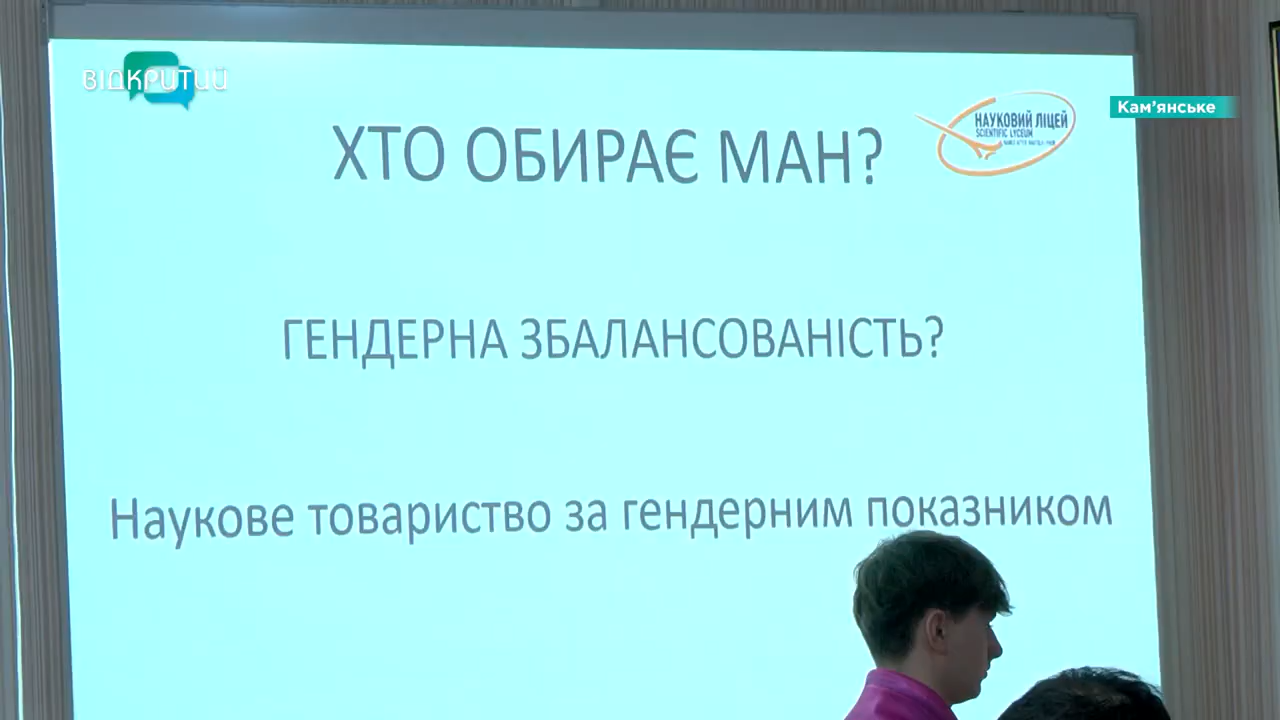 ВІДКРИТИЙ
Кам'янське
НАУКОВИЙ ЛІЦЕЙ
SCIENTIFIC LYCEUM
ХТО ОБИРАЄ МАН?
ГЕНДЕРНА ЗБАЛАНСОВАНІСТЬ?
Наукове товариство за гендерним показником